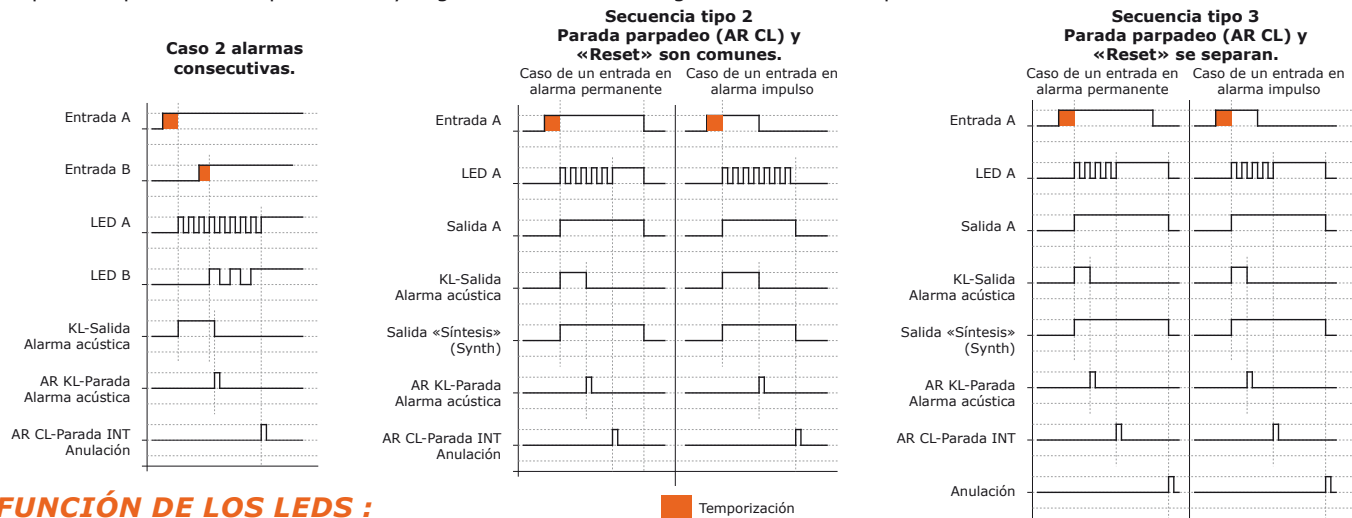 Caso 2 alarmas
consecutivas.
Entrada A
Entrada B
LED A
LED B
KL-Salida
Alarma acústica
AR KL-Parada
Alarma acústica
AR CL-Parada INT
Anulación
Secuencia tipo 2
Parada parpadeo (AR CL) y
«Reset» son comunes.
Caso de un entrada en
alarma permanente
Caso de un entrada en
alarma impulso
Entrada A
LED A
Salida A
KL-Salida
Alarma acústica
Salida «Síntesis»
(Synth)
AR KL-Parada
Alarma acústica
AR CL-Parada INT
Anulación
Secuencia tipo 3
Parada parpadeo (AR CL) y
«Reset» se separan.
Caso de un entrada en
alarma permanente
Caso de un entrada en
alarma impulso
Entrada A
LED A
Salida A
KL-Salida
Alarma acústica
Salida «Síntesis»
(Synth)
AR KL-Parada
Alarma acústica
AR CL-Parada INT
Anulación
FUNCIÓN DE LOS LEDS :
Temporización